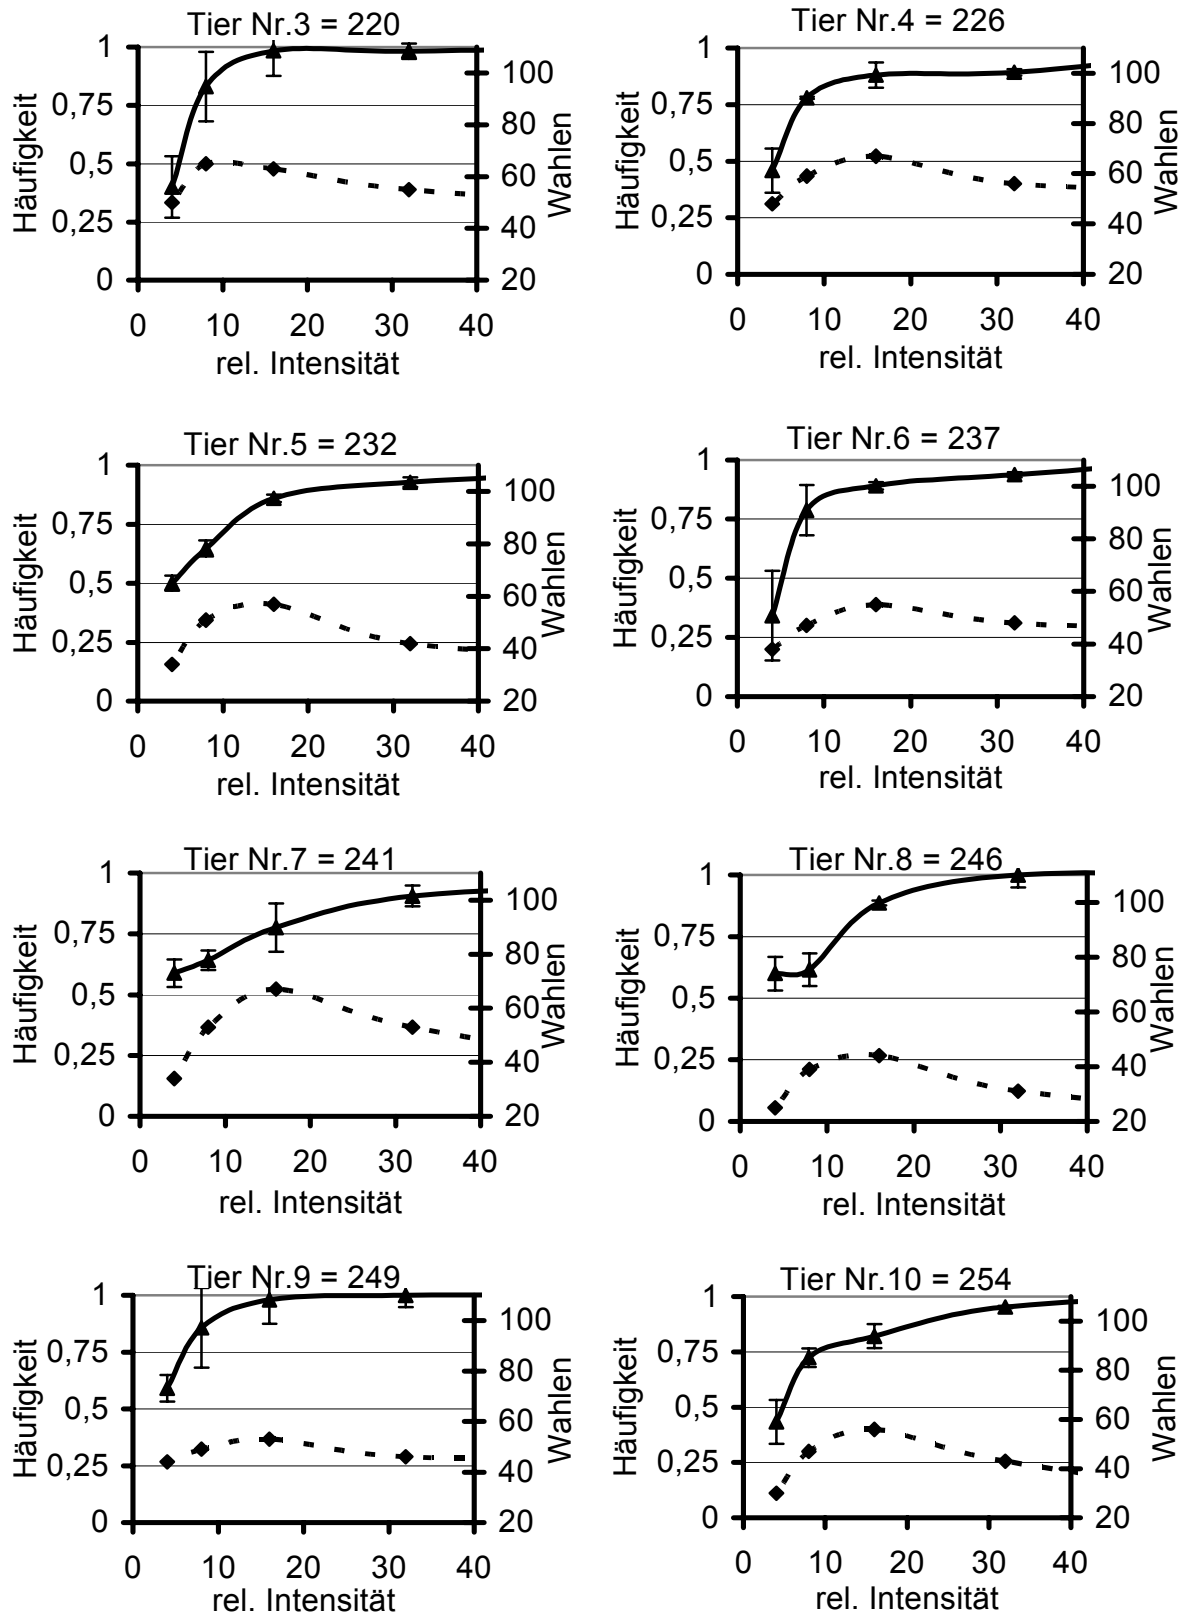 Tier Nr.3 = 220
1
0,75
0,5
0,25
0
Häufigkeit
100
80
60
40
20
Wahlen
0 10 20 30 40
rel. Intensität
Tier Nr.4 = 226
1
0,75
0,5
0,25
0
Häufigkeit
100
80
60
40
20
Wahlen
0 10 20 30 40
rel. Intensität
Tier Nr.5 = 232
1
0,75
0,5
0,25
0
Häufigkeit
100
80
60
40
20
Wahlen
0 10 20 30 40
rel. Intensität
Tier Nr.6 = 237
1
0,75
0,5
0,25
0
Häufigkeit
100
80
60
40
20
Wahlen
0 10 20 30 40
rel. Intensität
Tier Nr.7 = 241
1
0,75
0,5
0,25
0
Häufigkeit
100
80
60
40
20
Wahlen
0 10 20 30 40
rel. Intensität
Tier Nr.8 = 246
1
0,75
0,5
0,25
0
Häufigkeit
100
80
60
40
20
Wahlen
0 10 20 30 40
rel. Intensität
Tier Nr.9 = 249
1
0,75
0,5
0,25
0
Häufigkeit
100
80
60
40
20
Wahlen
0 10 20 30 40
rel. Intensität
Tier Nr.10 = 254
1
0,75
0,5
0,25
0
Häufigkeit
100
80
60
40
20
Wahlen
0 10 20 30 40
rel. Intensität